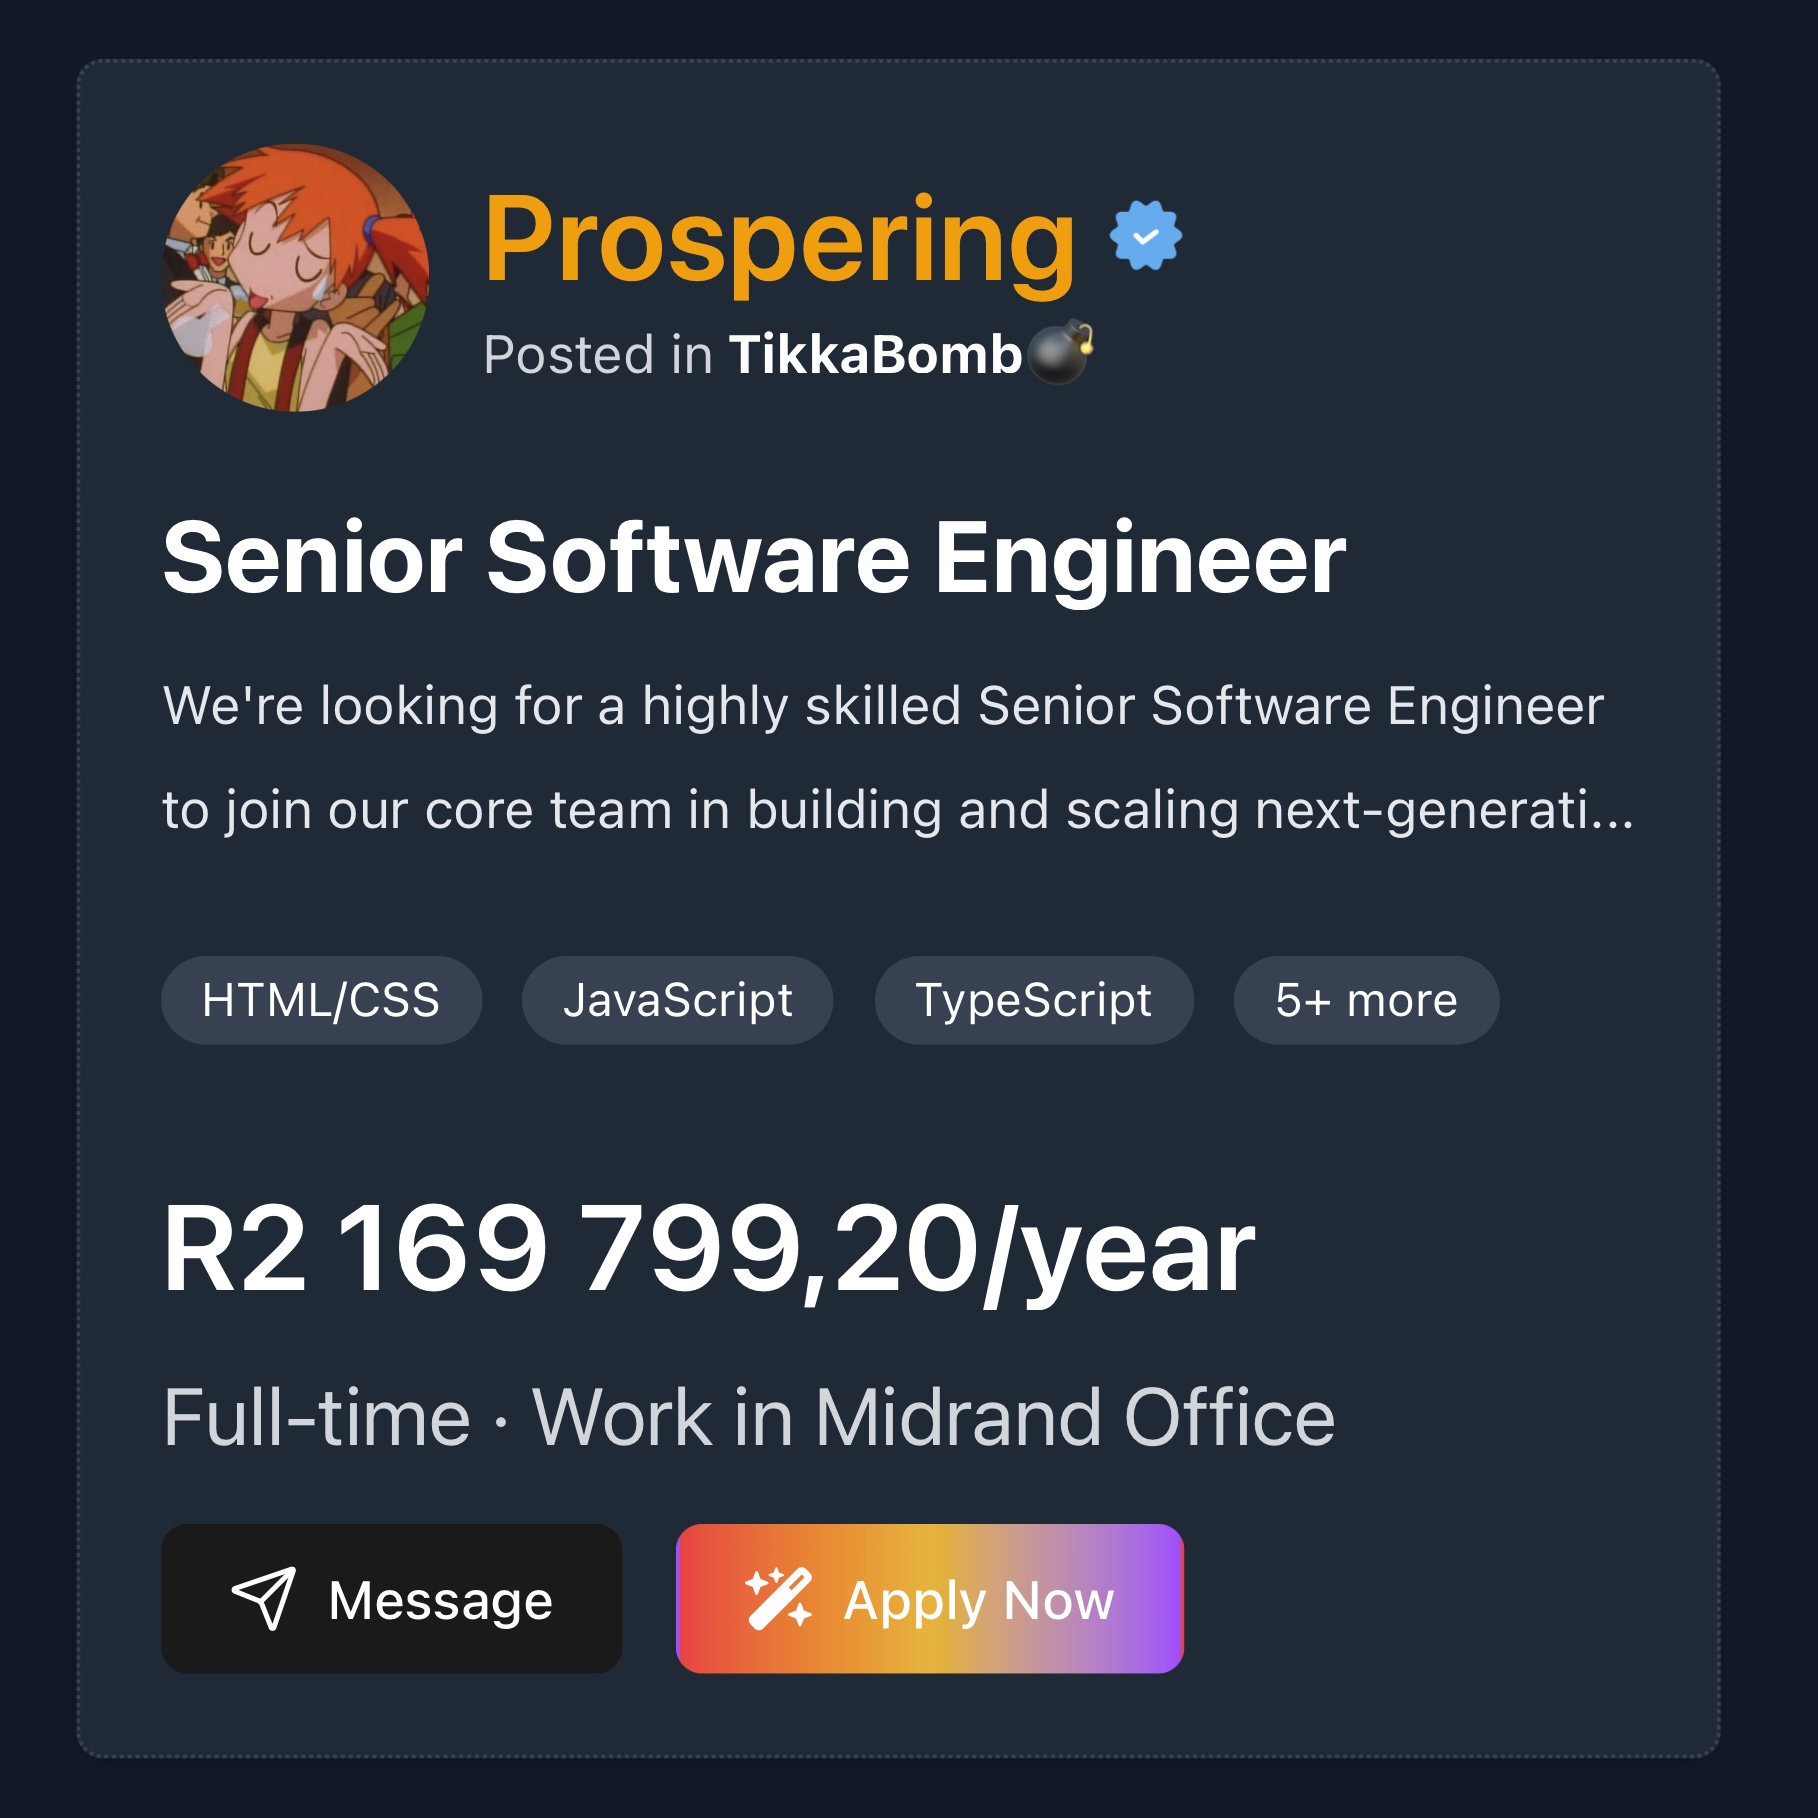 Prospering
Posted in TikkaBomb💣
Senior Software Engineer
We're looking for a highly skilled Senior Software Engineer
to join our core team in building and scaling next-generati...
HTML/CSS JavaScript TypeScript 5+ more
R2 169 799,20/year
Full-time · Work in Midrand Office
Message Apply Now